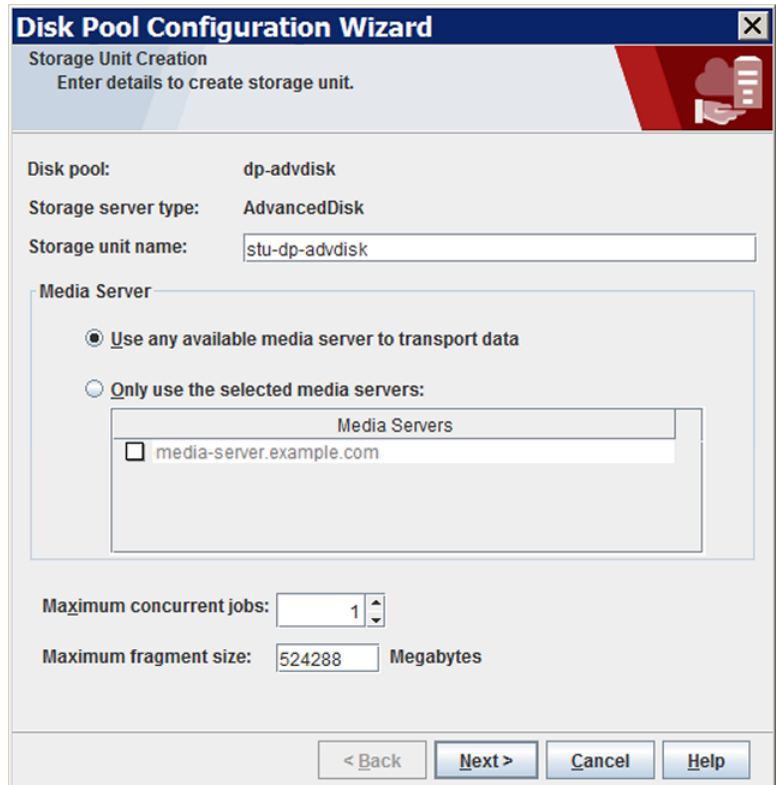 Disk Pool Configuration Wizard
Storage Unit Creation
Enter details to create storage unit.
Disk pool: dp-advdisk
Storage server type: AdvancedDisk
Storage unit name: stu-dp-advdisk
Media Server
Use any available media server to transport data
Only use the selected media servers:
Media Servers
media-server.example.com
Maximum concurrent jobs: 1
Maximum fragment size: 524288 Megabytes
< Back Next > Cancel Help